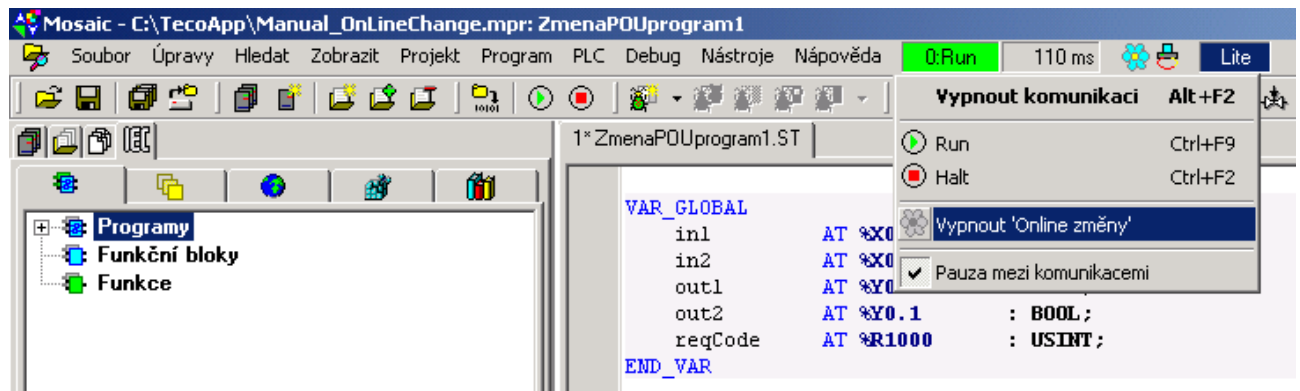 Mosaic - C:\TecoApp\Manual_OnLineChange.mpr: ZmenaPOUprogram1
Soubor Úpravy Hledat Zobrazit Projekt Program PLC Debug Nástroje Nápověda 0:Run 110 ms Lite
Vypnout komunikaci Alt+F2
1* ZmenaPOUprogram1.ST
Run Ctrl+F9
Halt Ctrl+F2
Vypnout 'Online změny'
Pauza mezi komunikacemi
Programy
Funkční bloky
Funkce
VAR_GLOBAL
in1 AT %X0
in2 AT %X0
out1 AT %Y0
out2 AT %Y0.1 : BOOL;
reqCode AT %R1000 : USINT;
END_VAR